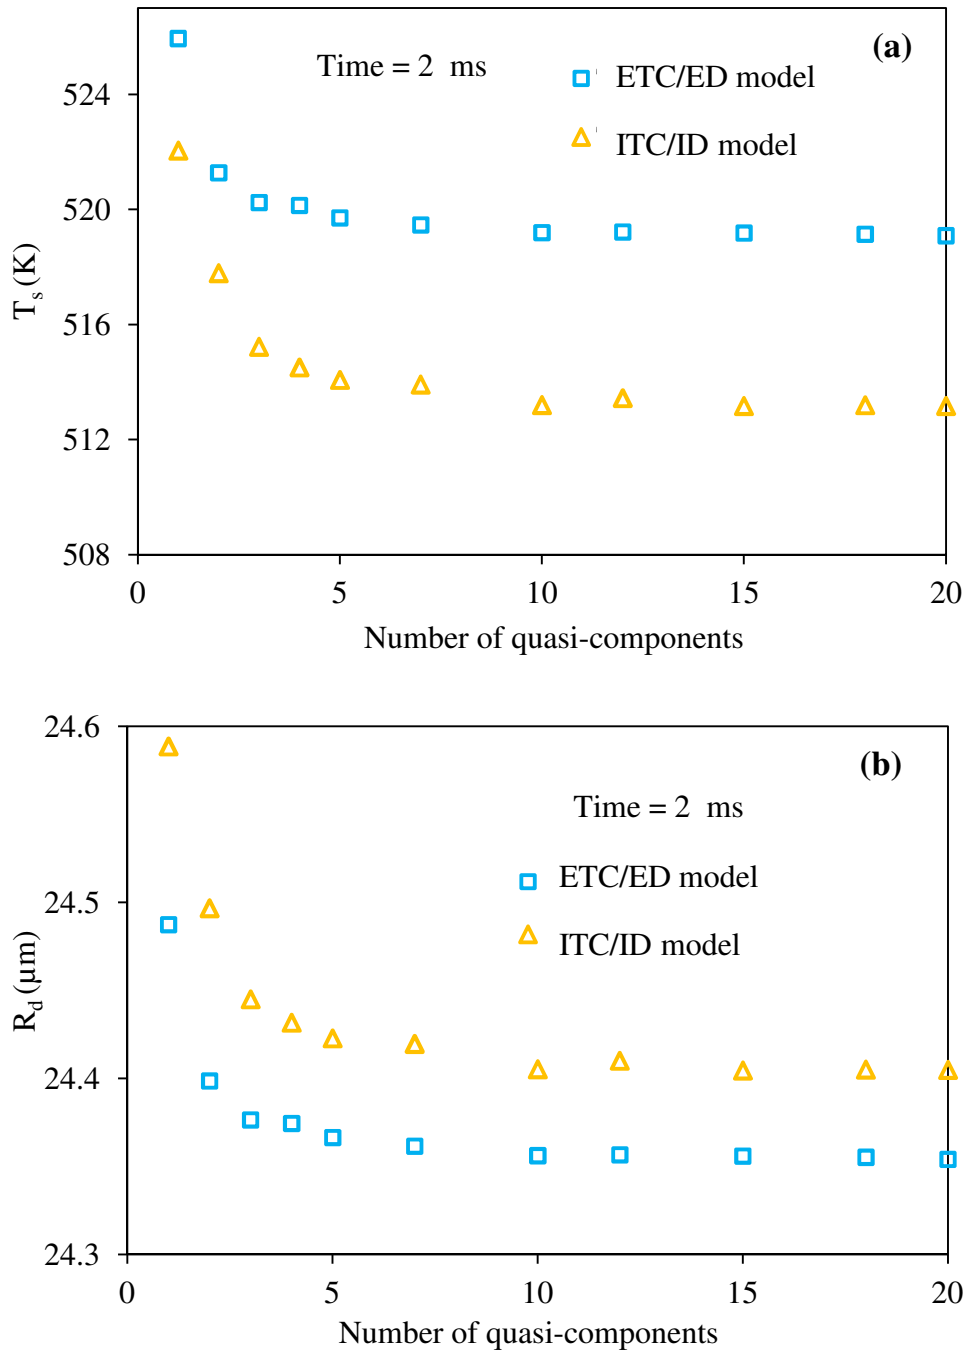 (a)
Time = 2 ms
ETC/ED model
ITC/ID model
524
520
516
512
508
T_s (K)
0 5 10 15 20
Number of quasi-components
24.6
(b)
Time = 2 ms
ETC/ED model
ITC/ID model
24.5
24.4
24.3
R_d (µm)
0 5 10 15 20
Number of quasi-components